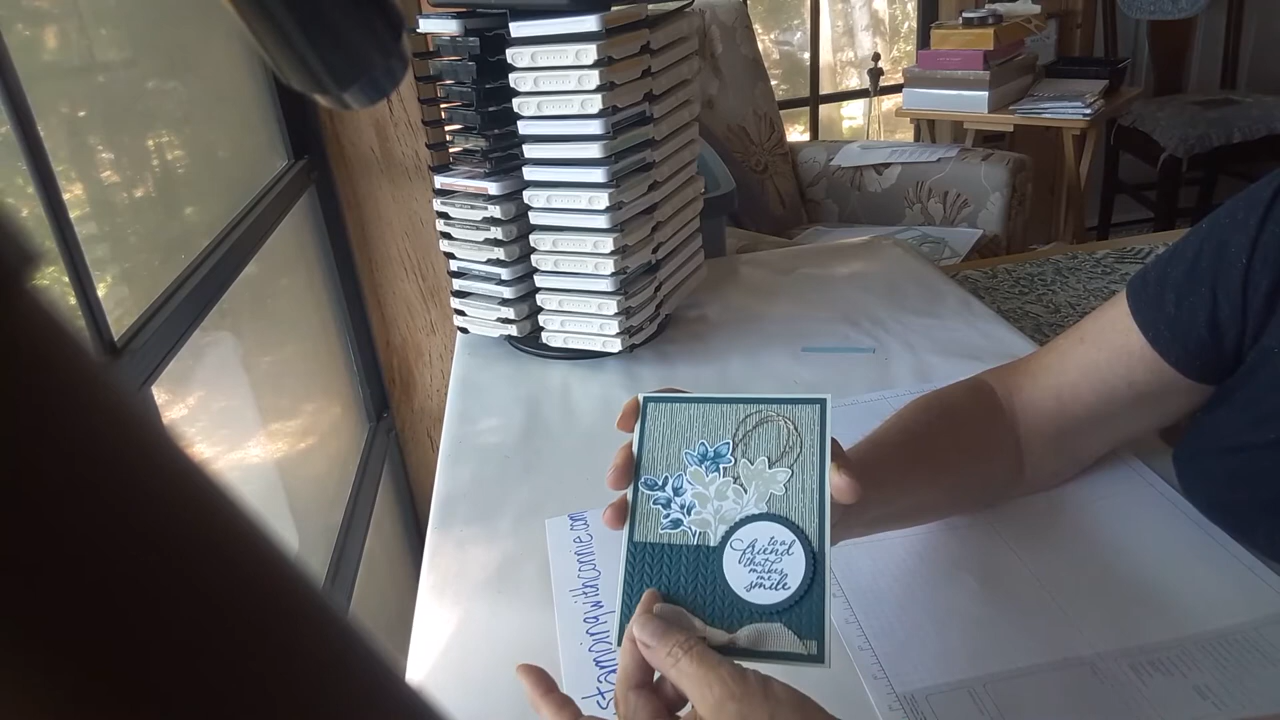 to a
friend
that
makes
me
smile
stampingwithconnie.com